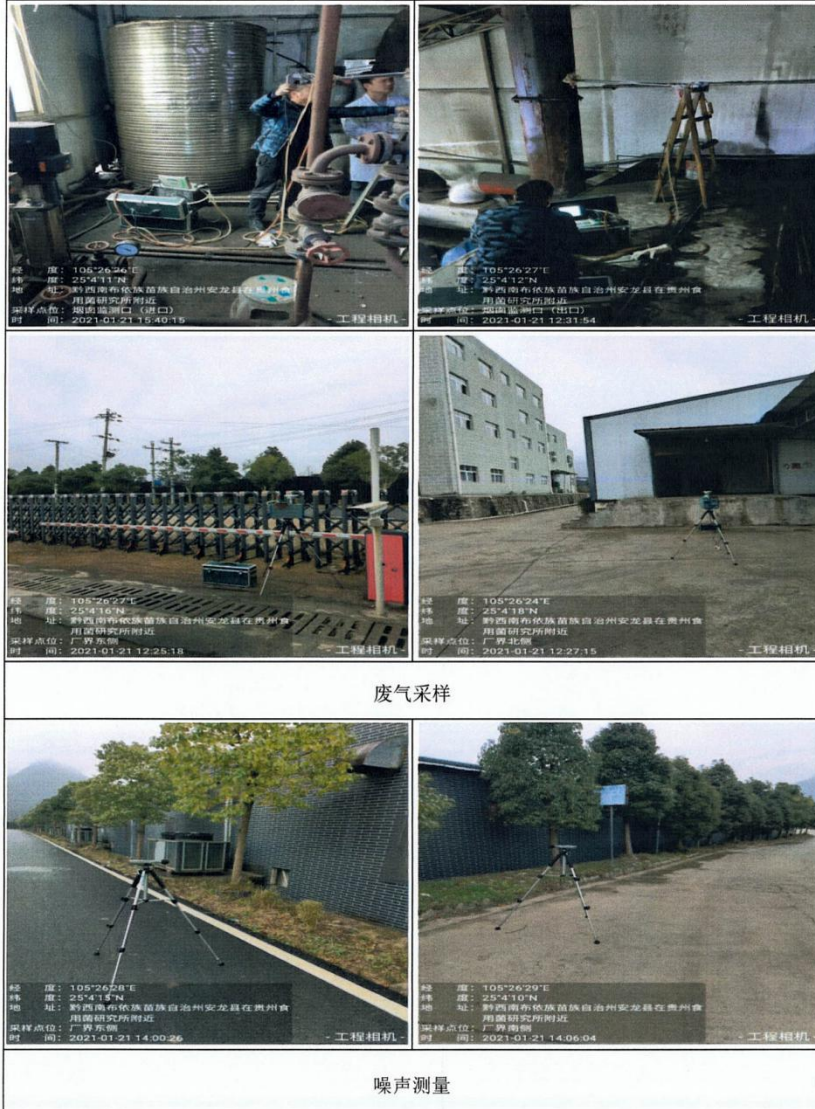 经 度：105°26'26"E
纬 度：25°4'11"N
地 址：黔西南布依族苗族自治州安龙县在贵州食
用菌研究所附近
采样点位：烟囱监测口（进口）
时 间：2021-01-21 15:40:15
- 工程相机 -
经 度：105°26'27"E
纬 度：25°4'12"N
地 址：黔西南布依族苗族自治州安龙县在贵州食
用菌研究所附近
采样点位：烟囱监测口（出口）
时 间：2021-01-21 12:31:54
- 工程相机 -
经 度：105°26'27"E
纬 度：25°4'16"N
地 址：黔西南布依族苗族自治州安龙县在贵州食
用菌研究所附近
采样点位：厂界东侧
时 间：2021-01-21 12:25:18
- 工程相机 -
经 度：105°26'24"E
纬 度：25°4'18"N
地 址：黔西南布依族苗族自治州安龙县在贵州食
用菌研究所附近
采样点位：厂界北侧
时 间：2021-01-21 12:27:15
- 工程相机 -
废气采样
经 度：105°26'28"E
纬 度：25°4'15"N
地 址：黔西南布依族苗族自治州安龙县在贵州食
用菌研究所附近
采样点位：厂界东侧
时 间：2021-01-21 14:00:26
- 工程相机 -
经 度：105°26'29"E
纬 度：25°4'10"N
地 址：黔西南布依族苗族自治州安龙县在贵州食
用菌研究所附近
采样点位：厂界南侧
时 间：2021-01-21 14:06:04
- 工程相机 -
噪声测量